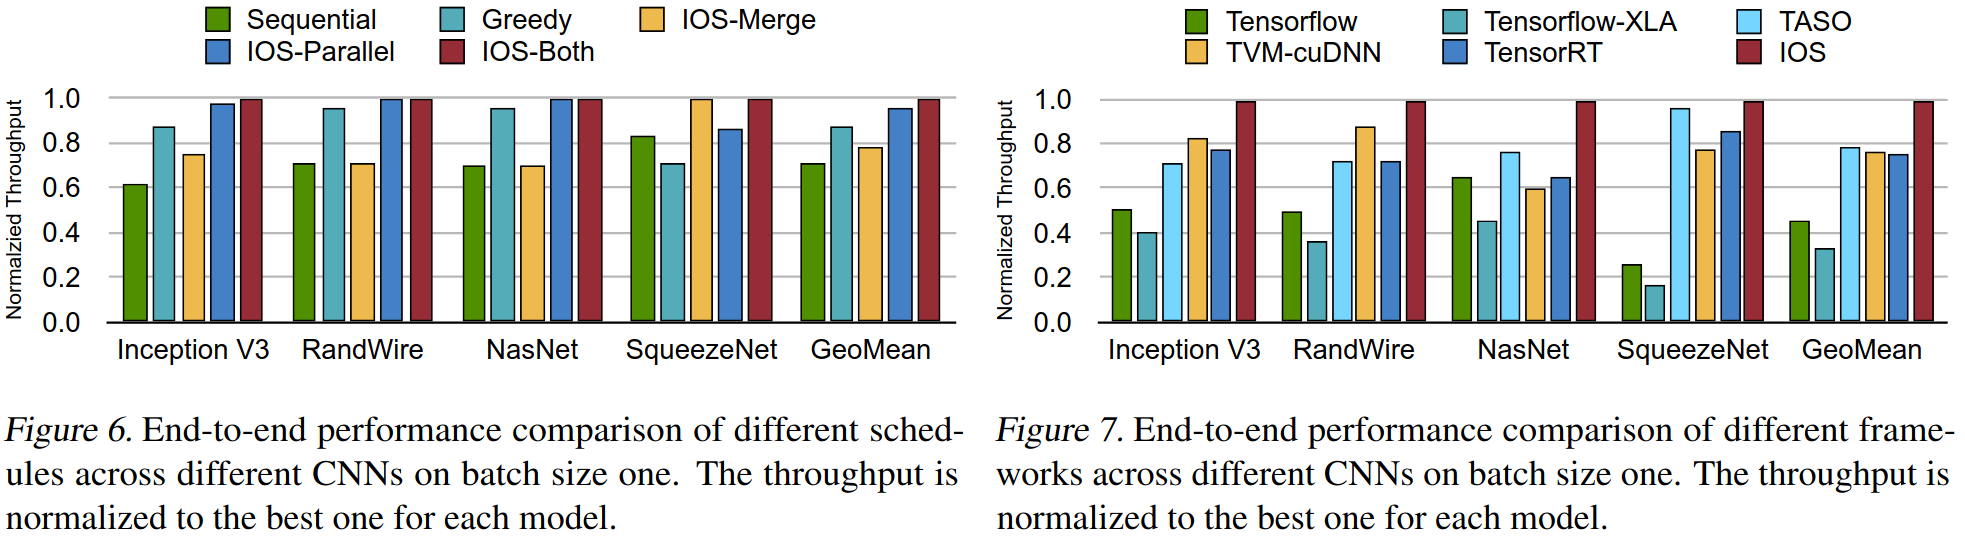 Sequential Greedy IOS-Merge
IOS-Parallel IOS-Both
Normalzied Throughput
1.0
0.8
0.6
0.4
0.2
0.0
Inception V3 RandWire NasNet SqueezeNet GeoMean
Figure 6. End-to-end performance comparison of different sched-
ules across different CNNs on batch size one. The throughput is
normalized to the best one for each model.
Tensorflow Tensorflow-XLA TASO
TVM-cuDNN TensorRT IOS
Normalized Throughput
1.0
0.8
0.6
0.4
0.2
0.0
Inception V3 RandWire NasNet SqueezeNet GeoMean
Figure 7. End-to-end performance comparison of different frame-
works across different CNNs on batch size one. The throughput is
normalized to the best one for each model.